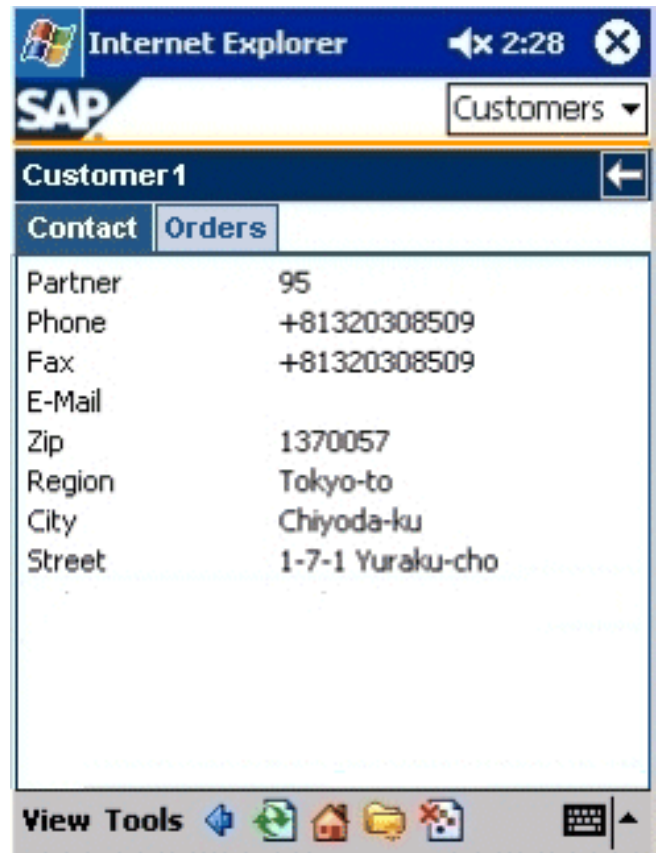 Internet Explorer 2:28
SAP Customers
Customer1
Contact Orders
Partner 95
Phone +81320308509
Fax +81320308509
E-Mail
Zip 1370057
Region Tokyo-to
City Chiyoda-ku
Street 1-7-1 Yuraku-cho
View Tools